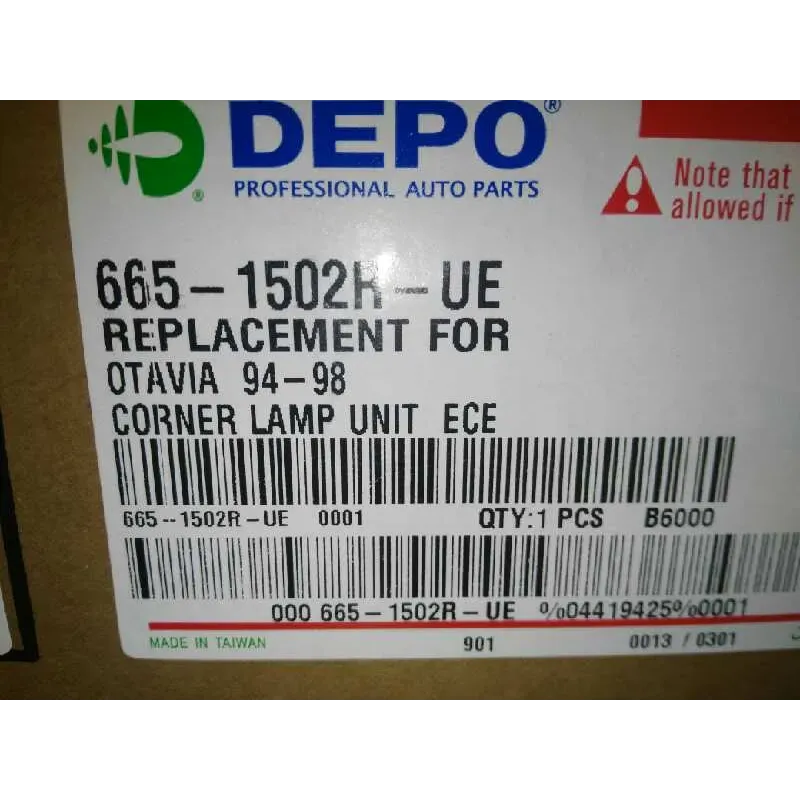 DEPO®
PROFESSIONAL AUTO PARTS
®
Note that
allowed if
665-1502R-UE
REPLACEMENT FOR
OTAVIA 94-98
CORNER LAMP UNIT ECE
665--1502R-UE 0001 QTY:1 PCS B6000
000 665-1502R-UE %04419425%0001
MADE IN TAIWAN 901 0013 / 0301